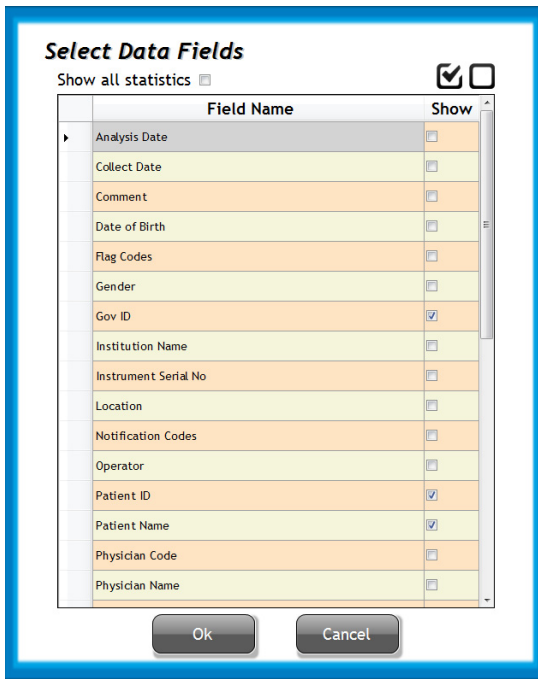 Select Data Fields
Show all statistics
Field Name Show
Analysis Date
Collect Date
Comment
Date of Birth
Flag Codes
Gender
Gov ID
Institution Name
Instrument Serial No
Location
Notification Codes
Operator
Patient ID
Patient Name
Physician Code
Physician Name
Ok Cancel